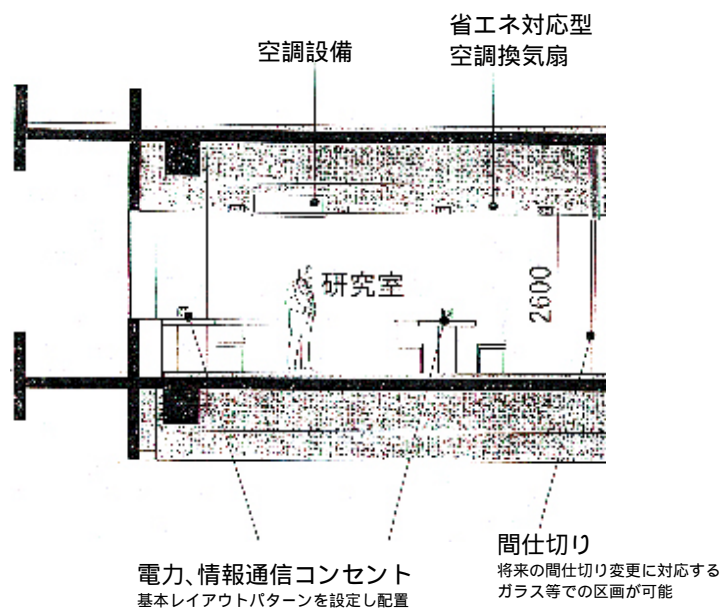 空調設備
省エネ対応型
空調換気扇
研究室
2600
電力、情報通信コンセント
基本レイアウトパターンを設定し配置
間仕切り
将来の間仕切り変更に対応する
ガラス等での区画が可能